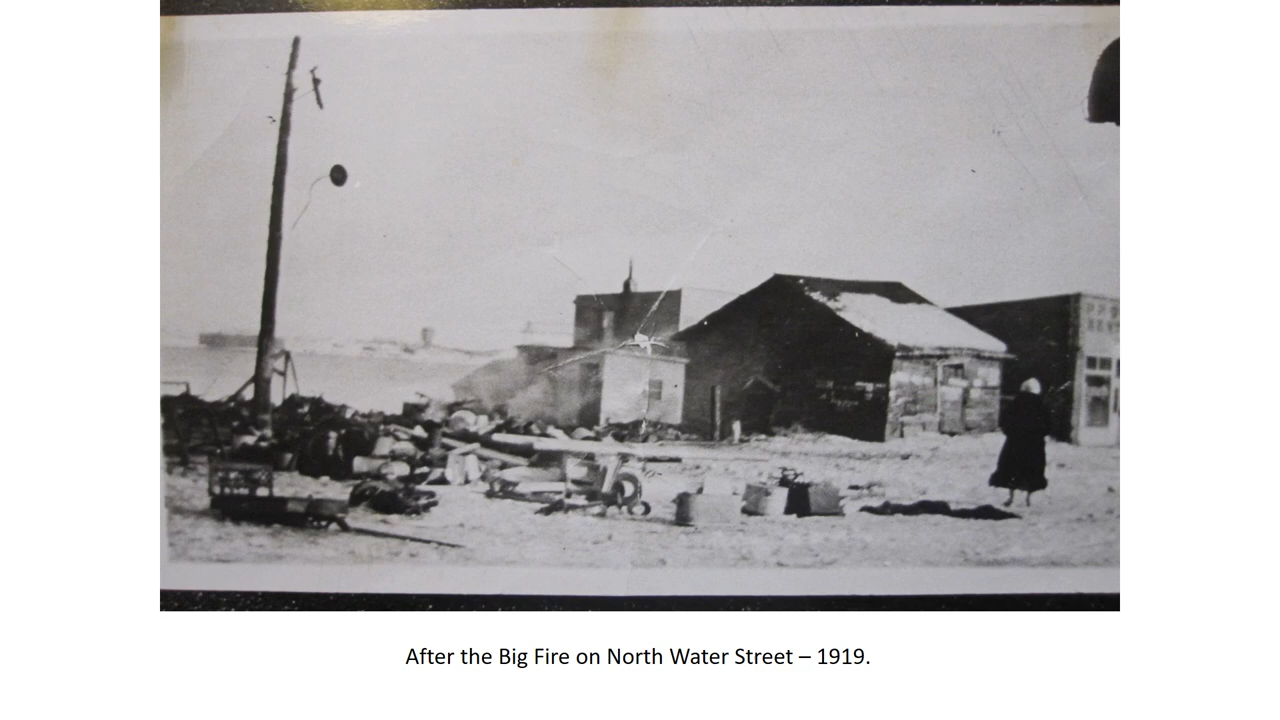 After the Big Fire on North Water Street – 1919.